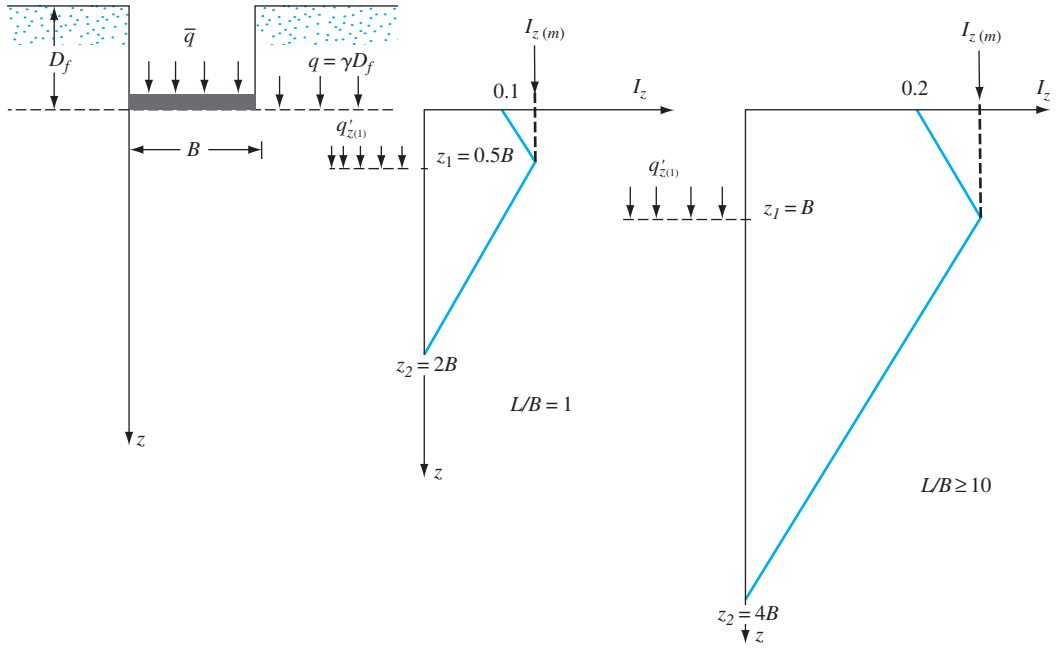 D_f
q̄
q = γD_f
B
z
I_z (m)
0.1
I_z
q′_z(1)
z_1 = 0.5B
z_2 = 2B
L/B = 1
z
I_z (m)
0.2
I_z
q′_z(1)
z_1 = B
L/B ≥ 10
z_2 = 4B
z